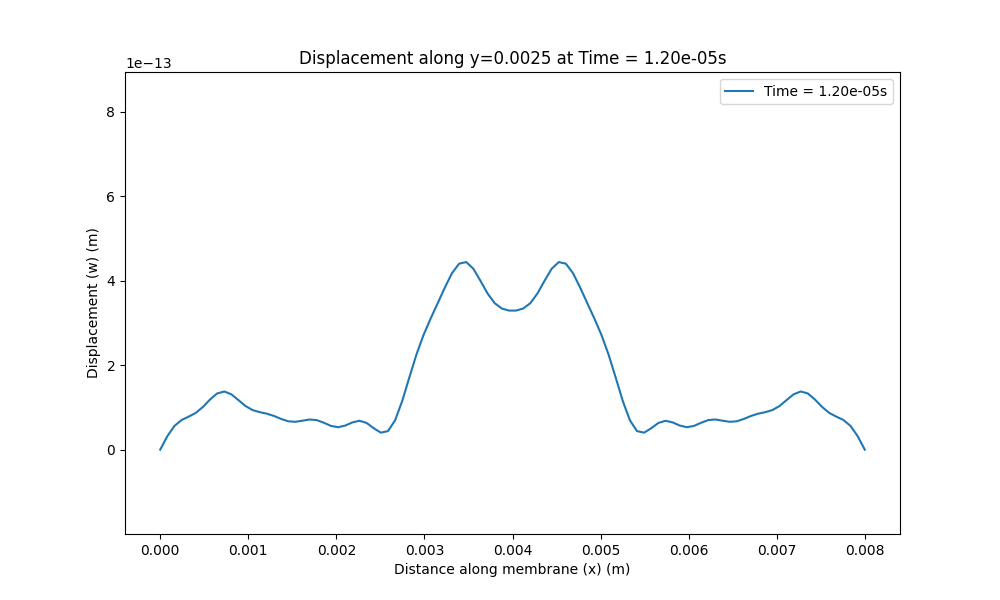 Displacement along y=0.0025 at Time = 1.20e-05s
1e−13
Time = 1.20e-05s
8
6
4
2
0
Displacement (w) (m)
0.000 0.001 0.002 0.003 0.004 0.005 0.006 0.007 0.008
Distance along membrane (x) (m)